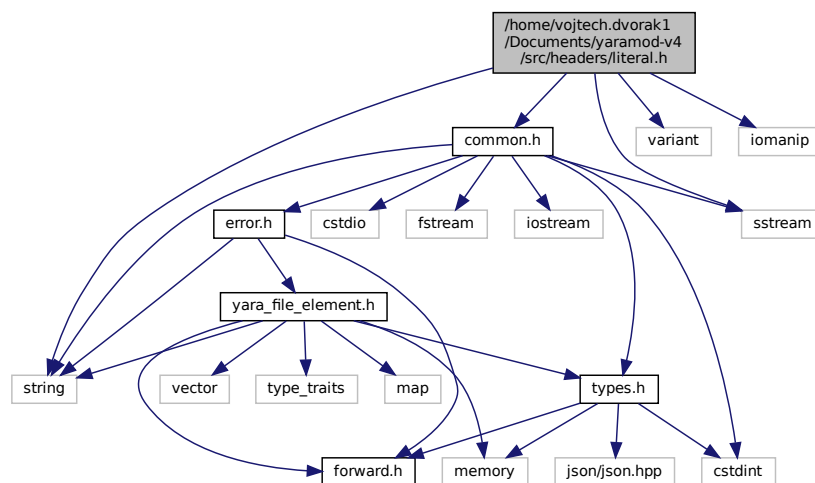 /home/vojtech.dvorak1
/Documents/yaramod-v4
/src/headers/literal.h
common.h
variant
iomanip
error.h
cstdio
fstream
iostream
sstream
yara_file_element.h
string
vector
type_traits
map
types.h
forward.h
memory
json/json.hpp
cstdint